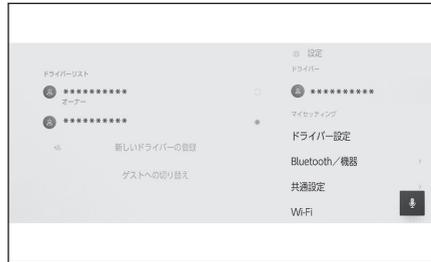 ドライバーリスト
**********
オーナー
**********
新しいドライバーの登録
ゲストへの切り替え
設定
ドライバー
**********
マイセッティング
ドライバー設定
Bluetooth/機器
共通設定
Wi-Fi